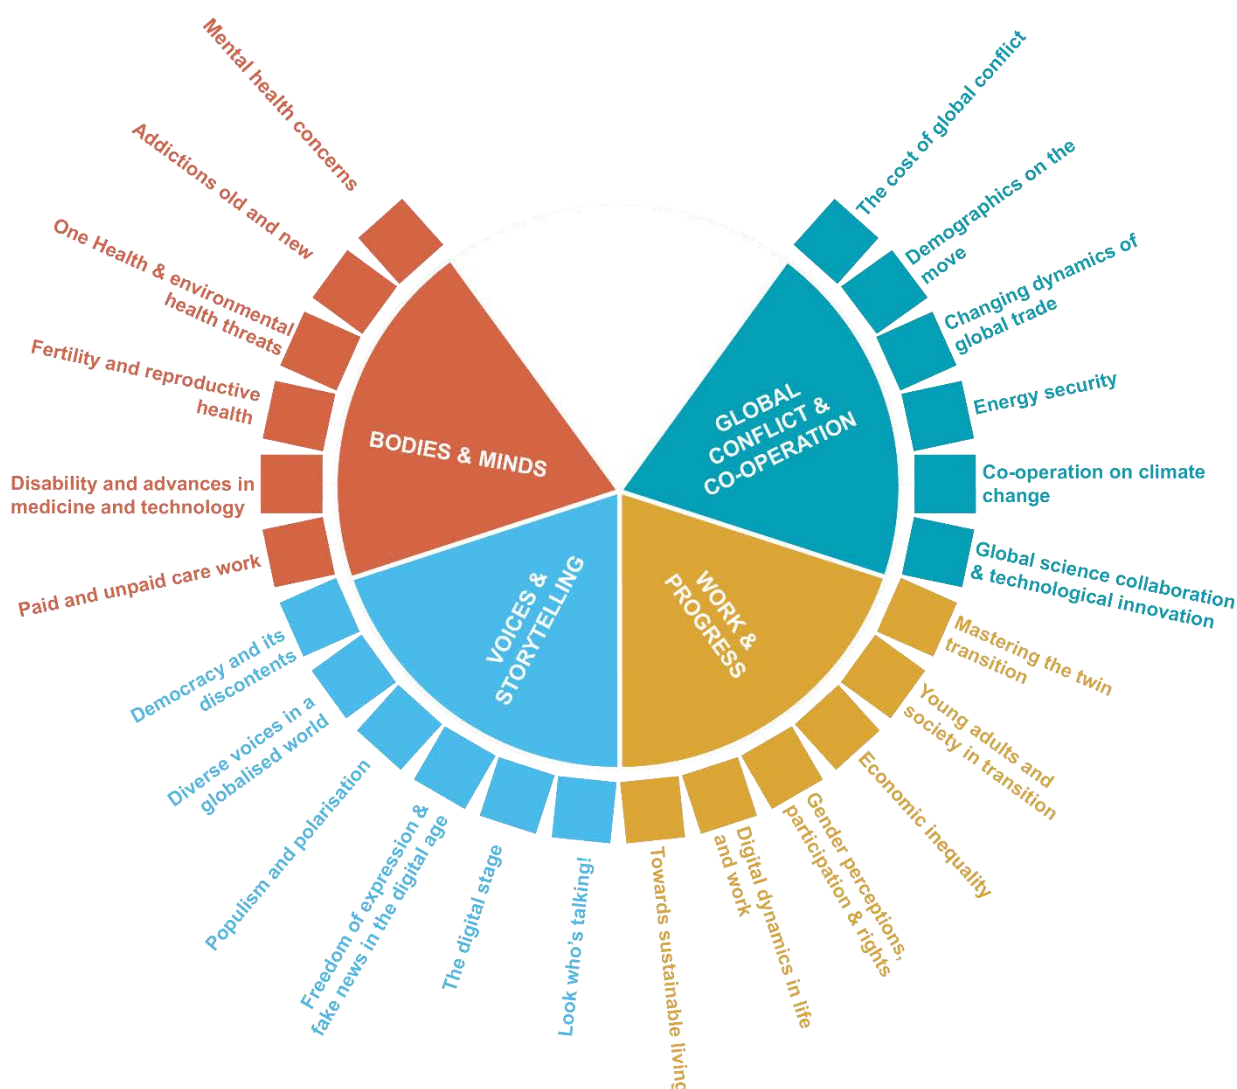 GLOBAL
CONFLICT &
CO-OPERATION
The cost of global conflict
Demographics on the
move
Changing dynamics of
global trade
Energy security
Co-operation on climate
change
Global science collaboration
& technological innovation
WORK &
PROGRESS
Mastering the twin
transition
Young adults and
society in transition
Economic inequality
Gender perceptions,
participation & rights
Digital dynamics in life
and work
Towards sustainable living
VOICES &
STORYTELLING
Look who's talking!
The digital stage
Freedom of expression &
fake news in the digital age
Populism and polarisation
Diverse voices in a
globalised world
Democracy and its
discontents
BODIES & MINDS
Paid and unpaid care work
Disability and advances in
medicine and technology
Fertility and reproductive
health
One Health & environmental
health threats
Addictions old and new
Mental health concerns